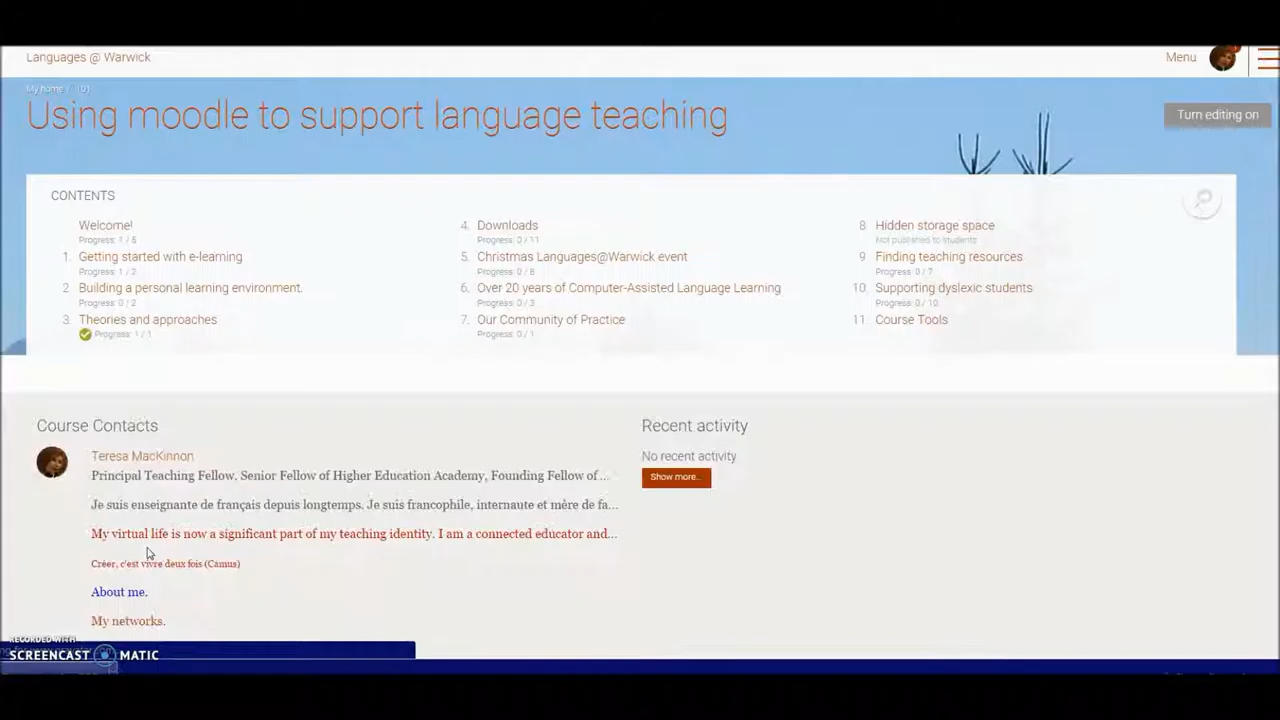 Languages @ Warwick
Menu
My home /
Using moodle to support language teaching
Turn editing on
CONTENTS
Welcome!
Progress: 1 / 5
1. Getting started with e-learning
Progress: 1 / 2
2 Building a personal learning environment.
Progress: 0 / 2
3. Theories and approaches
Progress: 1 / 1
4. Downloads
Progress: 0 / 11
5. Christmas Languages@Warwick event
Progress: 0 / 8
6. Over 20 years of Computer-Assisted Language Learning
Progress: 0 / 3
7. Our Community of Practice
Progress: 0 / 1
8 Hidden storage space
Not published to students
9 Finding teaching resources
Progress: 0 / 7
10. Supporting dyslexic students
Progress: 0 / 10
11 Course Tools
Course Contacts
Teresa MacKinnon
Principal Teaching Fellow. Senior Fellow of Higher Education Academy, Founding Fellow of...
Je suis enseignante de français depuis longtemps. Je suis francophile, internaute et mère de fa...
My virtual life is now a significant part of my teaching identity. I am a connected educator and...
Créer, c'est vivre deux fois (Camus)
About me.
My networks.
Recent activity
No recent activity
Show more...
RECORDED WITH
SCREENCAST MATIC